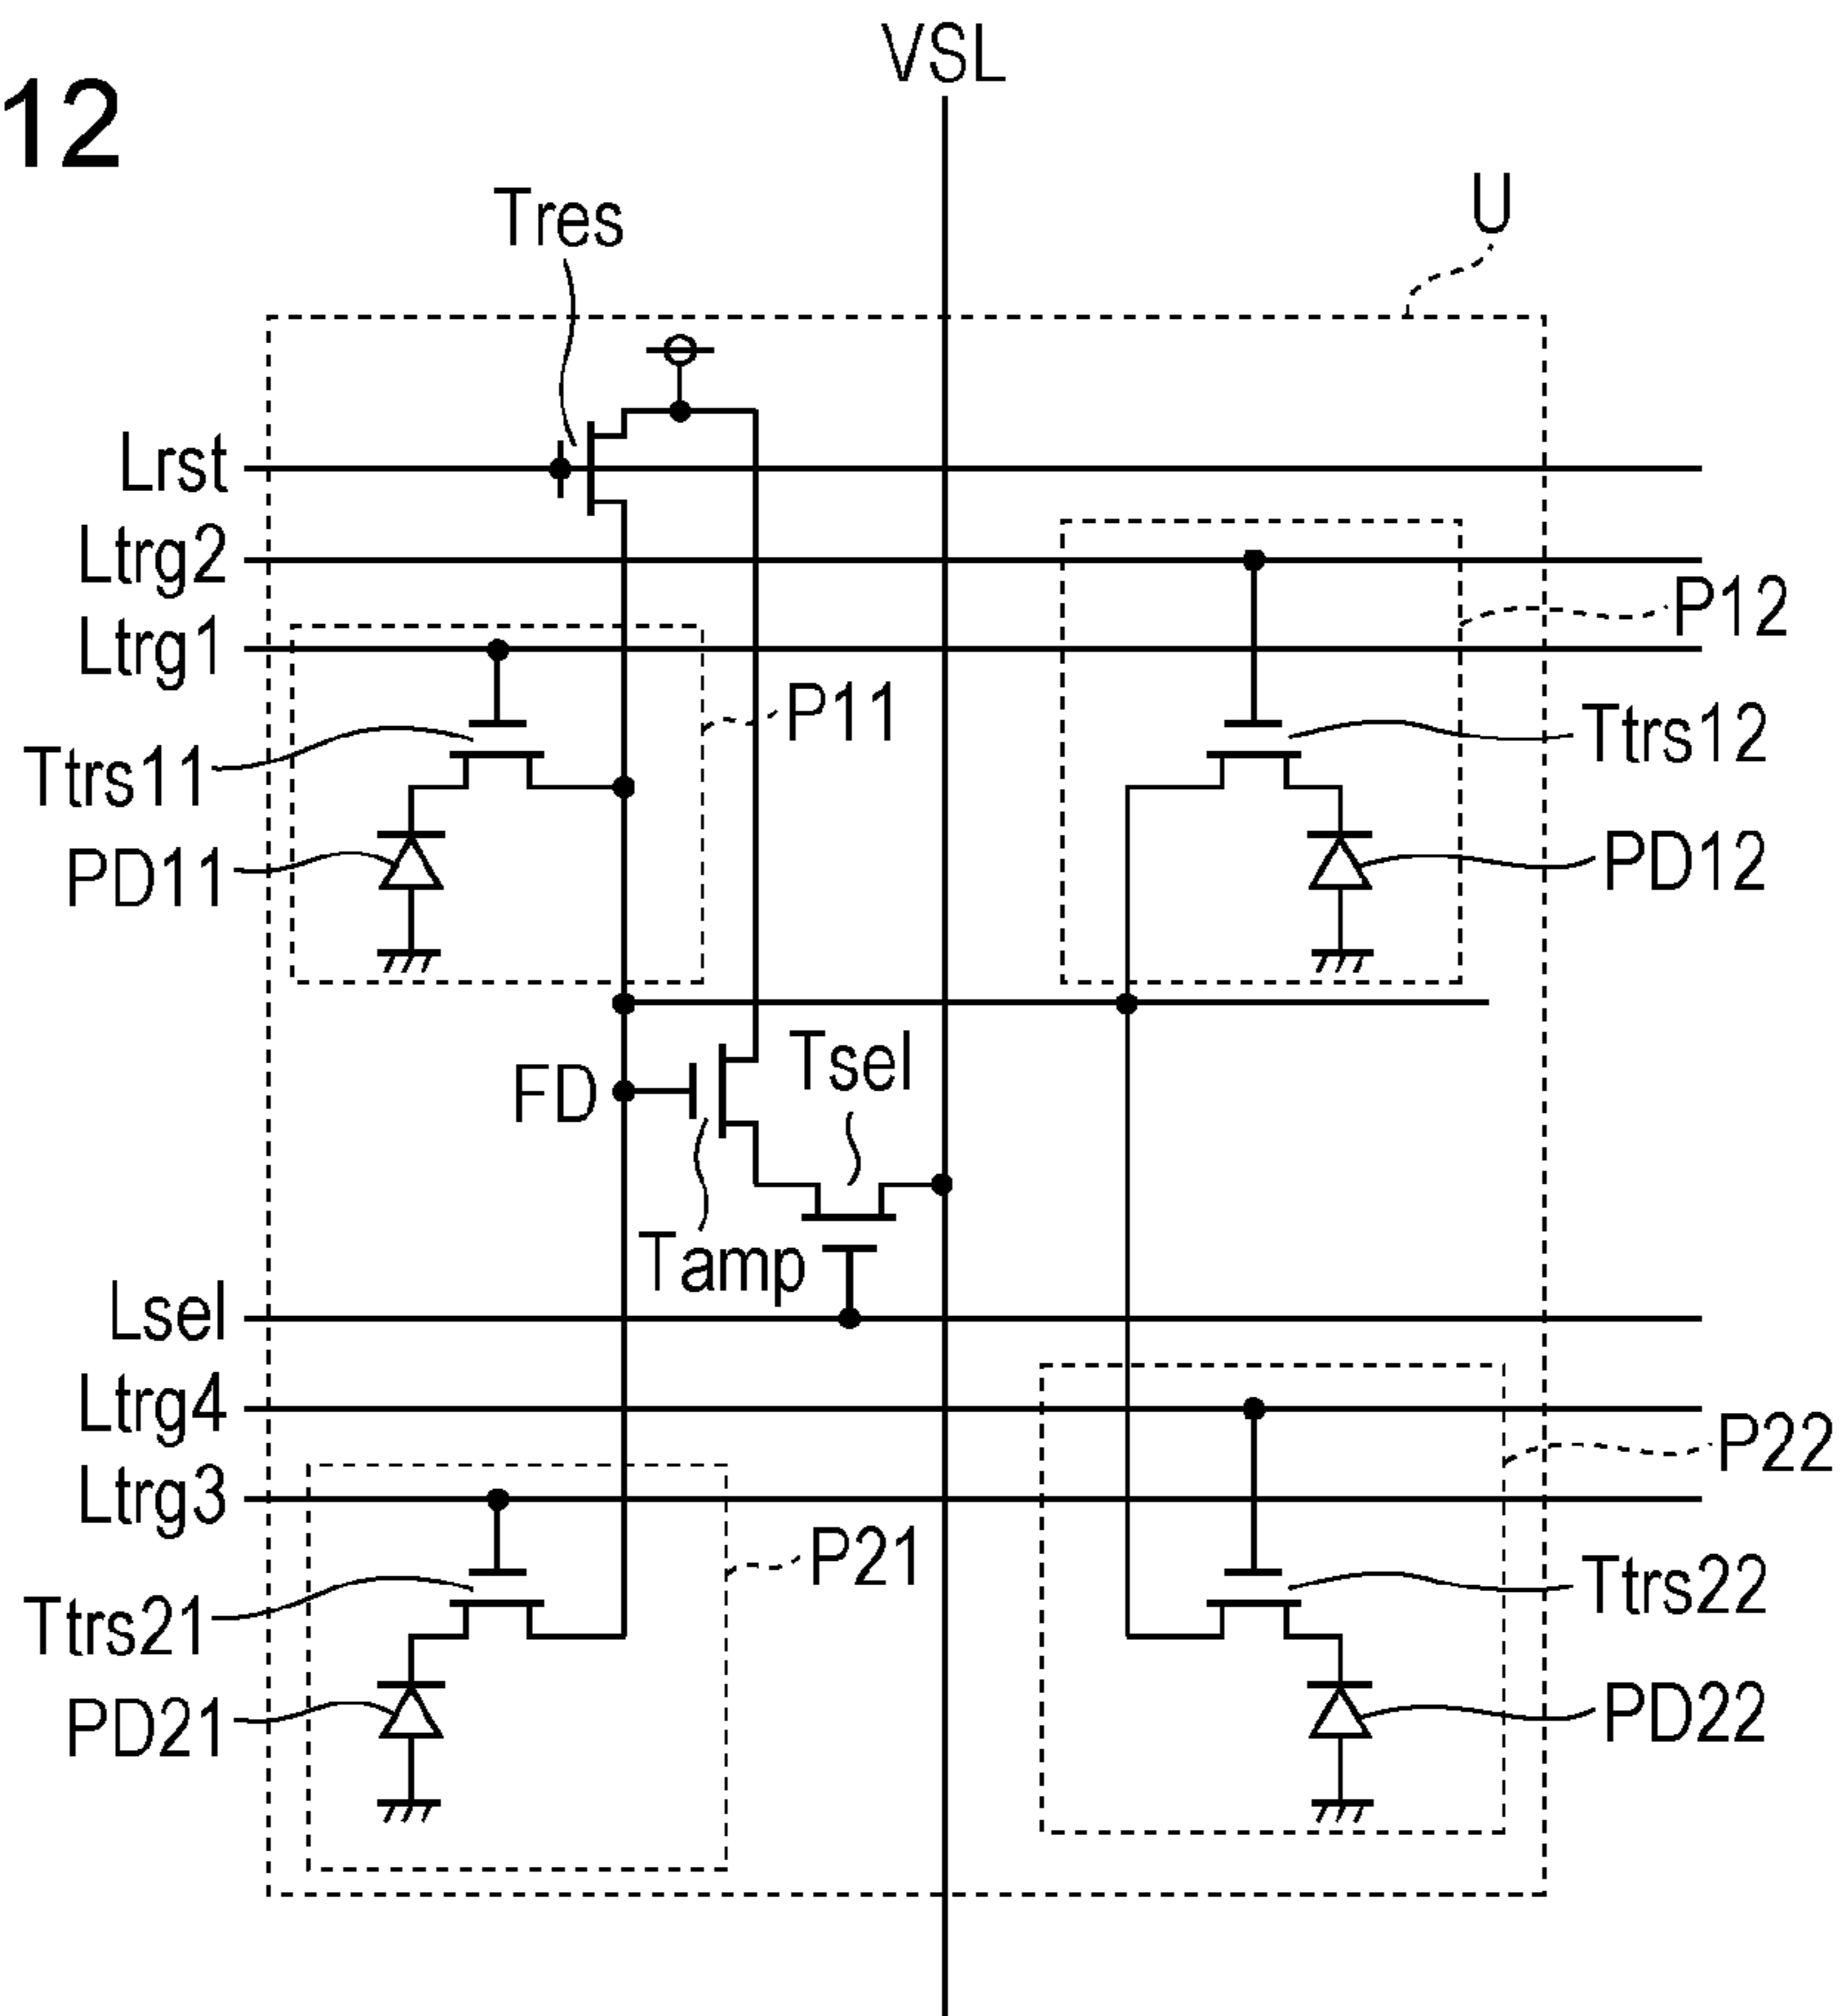 12
VSL
Tres
U
Lrst
Ltrg2
P12
Ltrg1
P11
Ttrs12
Ttrs11
PD12
PD11
Tsel
FD
Tamp
Lsel
Ltrg4
P22
Ltrg3
P21
Ttrs22
Ttrs21
PD22
PD21